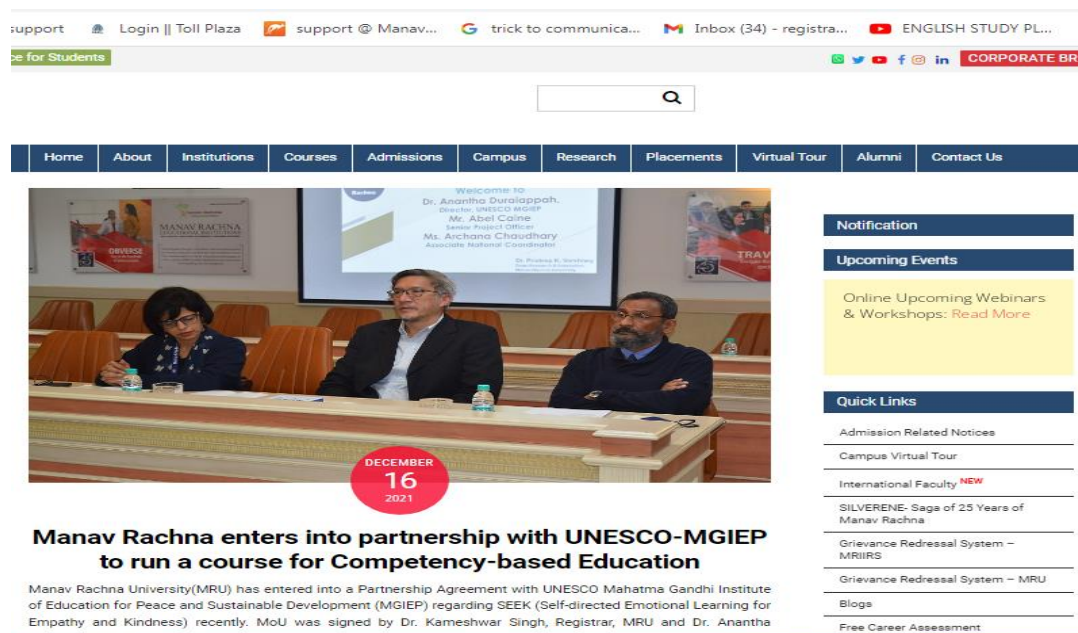 support
Login || Toll Plaza
support @ Manav...
trick to communica...
Inbox (34) - registra...
ENGLISH STUDY PL...
ce for Students
CORPORATE BR
Home
About
Institutions
Courses
Admissions
Campus
Research
Placements
Virtual Tour
Alumni
Contact Us
Welcome to
Dr. Anantha Duraiappah,
Director, UNESCO MGIEP
Mr. Abel Caine
Senior Project Officer
Ms. Archana Chaudhary
Associate National Coordinator
MANAV RACHNA
OBVERSE
TRAV
DECEMBER
16
2021
Manav Rachna enters into partnership with UNESCO-MGIEP
to run a course for Competency-based Education
Manav Rachna University(MRU) has entered into a Partnership Agreement with UNESCO Mahatma Gandhi Institute
of Education for Peace and Sustainable Development (MGIEP) regarding SEEK (Self-directed Emotional Learning for
Empathy and Kindness) recently. MoU was signed by Dr. Kameshwar Singh, Registrar, MRU and Dr. Anantha
Notification
Upcoming Events
Online Upcoming Webinars
& Workshops: Read More
Quick Links
Admission Related Notices
Campus Virtual Tour
International Faculty NEW
SILVERENE- Saga of 25 Years of
Manav Rachna
Grievance Redressal System –
MRIIRS
Grievance Redressal System – MRU
Blogs
Free Career Assessment